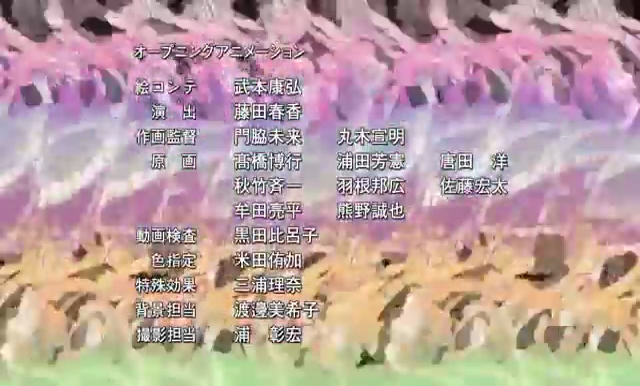 オープニングアニメーション
絵コンテ 武本康弘
演 出 藤田春香
作画監督 門脇未来 丸木宣明
原 画 髙橋博行 浦田芳憲 唐田 洋
秋竹斉一 羽根邦広 佐藤宏太
牟田亮平 熊野誠也
動画検査 黒田比呂子
色指定 米田侑加
特殊効果 三浦理奈
背景担当 渡邊美希子
撮影担当 浦 彰宏